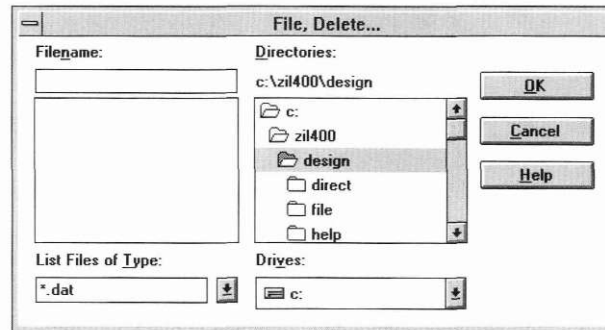 File, Delete...
Filename:
Directories:
c:\zil400\design
OK
c:
zil400
Cancel
design
direct
Help
file
help
List Files of Type:
Drives:
*.dat
c: